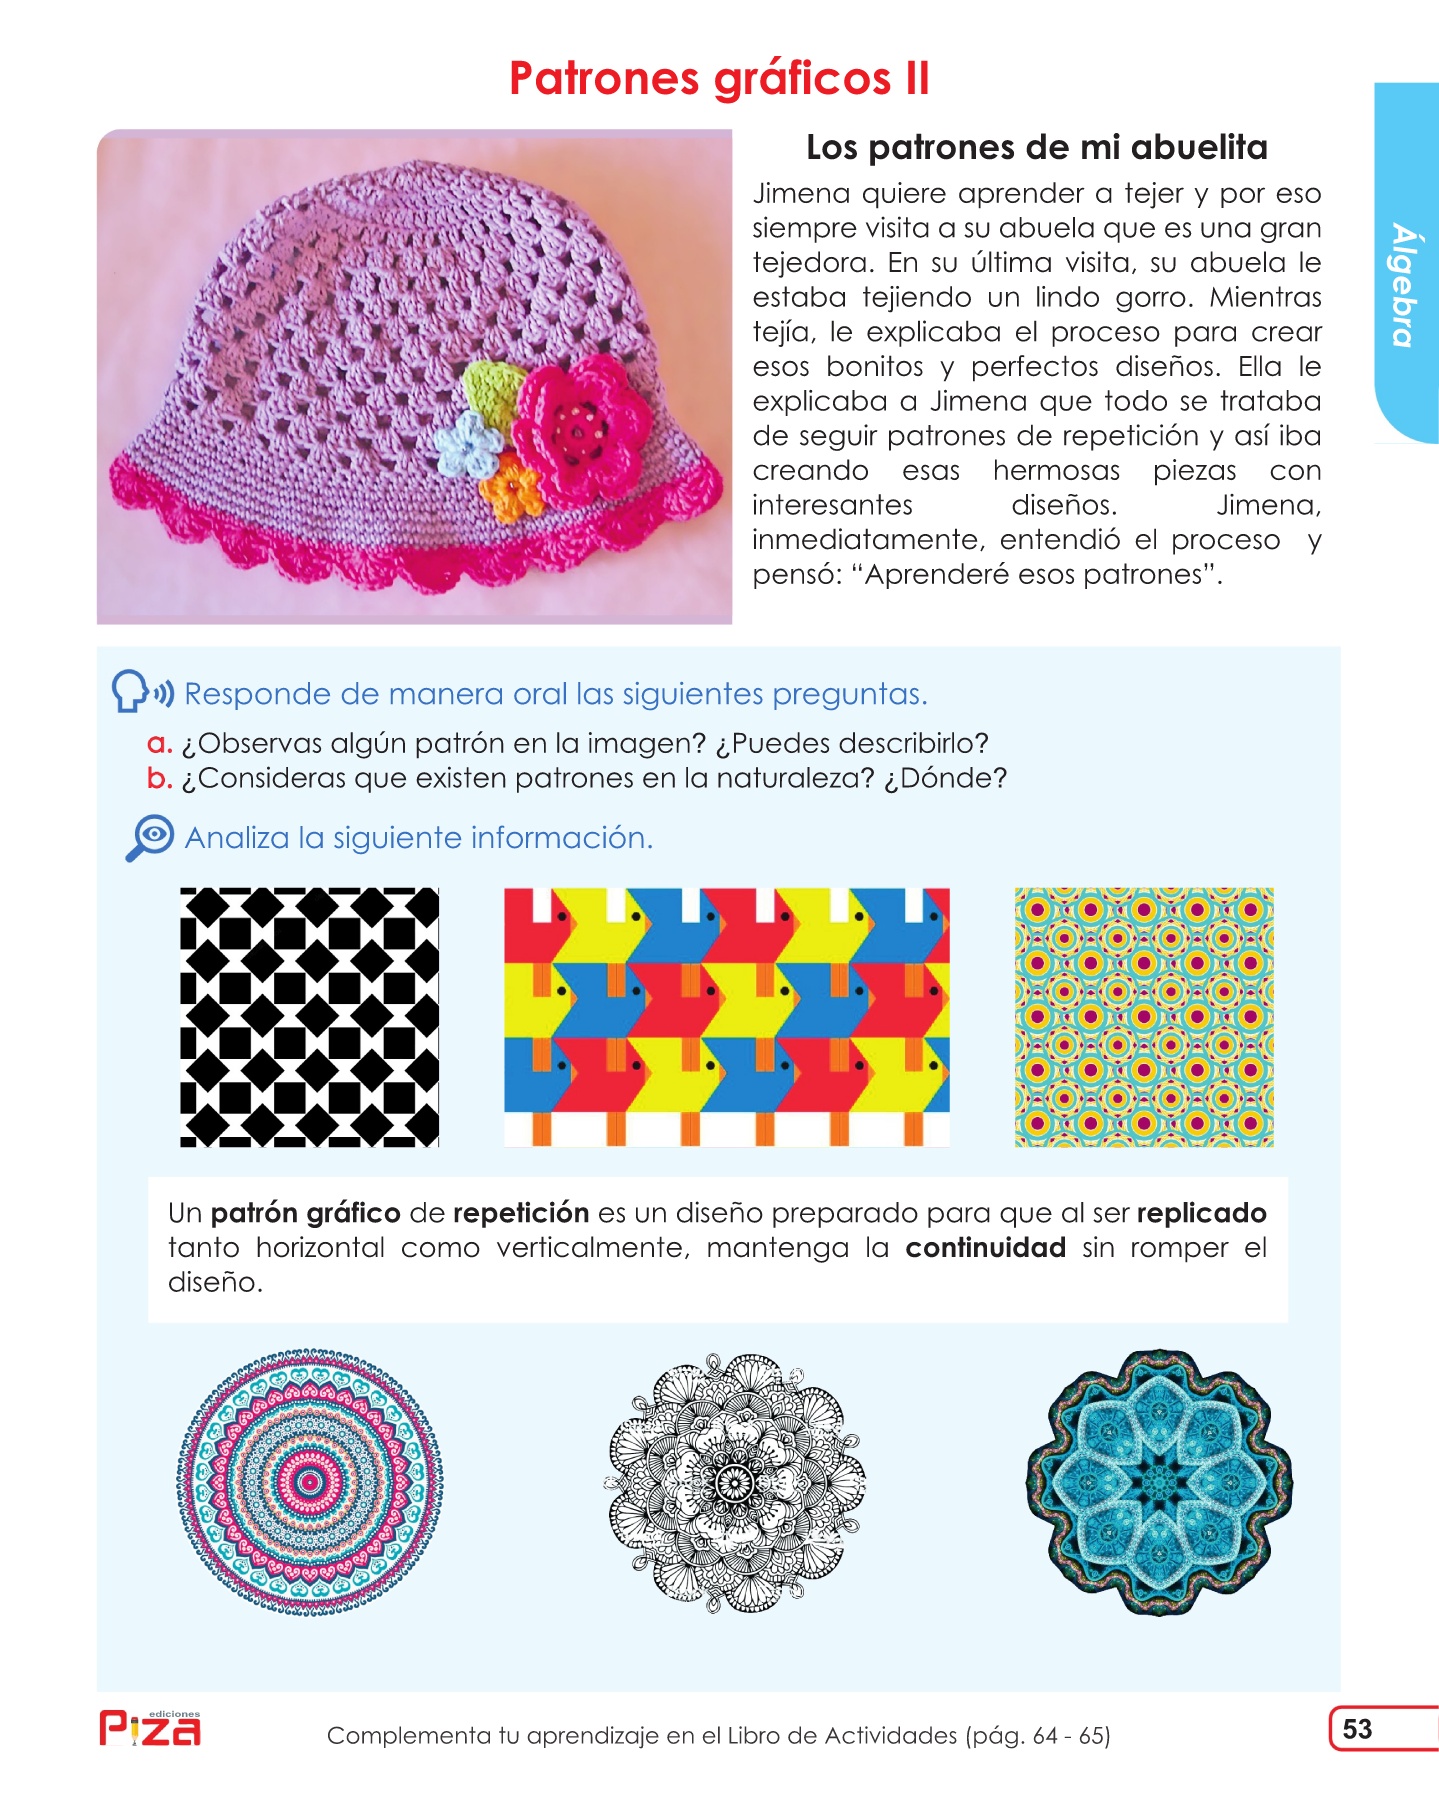 Patrones gráficos II
Álgebra
Los patrones de mi abuelita
Jimena quiere aprender a tejer y por eso
siempre visita a su abuela que es una gran
tejedora. En su última visita, su abuela le
estaba tejiendo un lindo gorro. Mientras
tejía, le explicaba el proceso para crear
esos bonitos y perfectos diseños. Ella le
explicaba a Jimena que todo se trataba
de seguir patrones de repetición y así iba
creando esas hermosas piezas con
interesantes diseños. Jimena,
inmediatamente, entendió el proceso y
pensó: “Aprenderé esos patrones”.
Responde de manera oral las siguientes preguntas.
a. ¿Observas algún patrón en la imagen? ¿Puedes describirlo?
b. ¿Consideras que existen patrones en la naturaleza? ¿Dónde?
Analiza la siguiente información.
Un patrón gráfico de repetición es un diseño preparado para que al ser replicado
tanto horizontal como verticalmente, mantenga la continuidad sin romper el
diseño.
ediciones
Piza
Complementa tu aprendizaje en el Libro de Actividades (pág. 64 - 65)
53